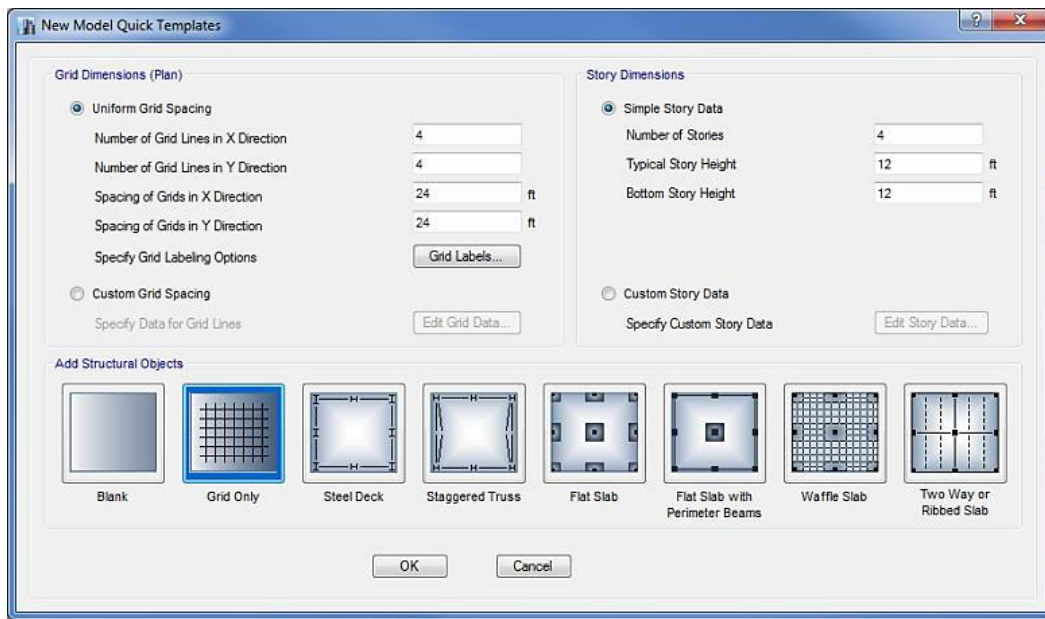 New Model Quick Templates
Grid Dimensions (Plan)
Uniform Grid Spacing
Number of Grid Lines in X Direction 4
Number of Grid Lines in Y Direction 4
Spacing of Grids in X Direction 24 ft
Spacing of Grids in Y Direction 24 ft
Specify Grid Labeling Options Grid Labels...
Custom Grid Spacing
Specify Data for Grid Lines Edit Grid Data...
Story Dimensions
Simple Story Data
Number of Stories 4
Typical Story Height 12 ft
Bottom Story Height 12 ft
Custom Story Data
Specify Custom Story Data Edit Story Data...
Add Structural Objects
Blank
Grid Only
Steel Deck
Staggered Truss
Flat Slab
Flat Slab with
Perimeter Beams
Waffle Slab
Two Way or
Ribbed Slab
OK Cancel